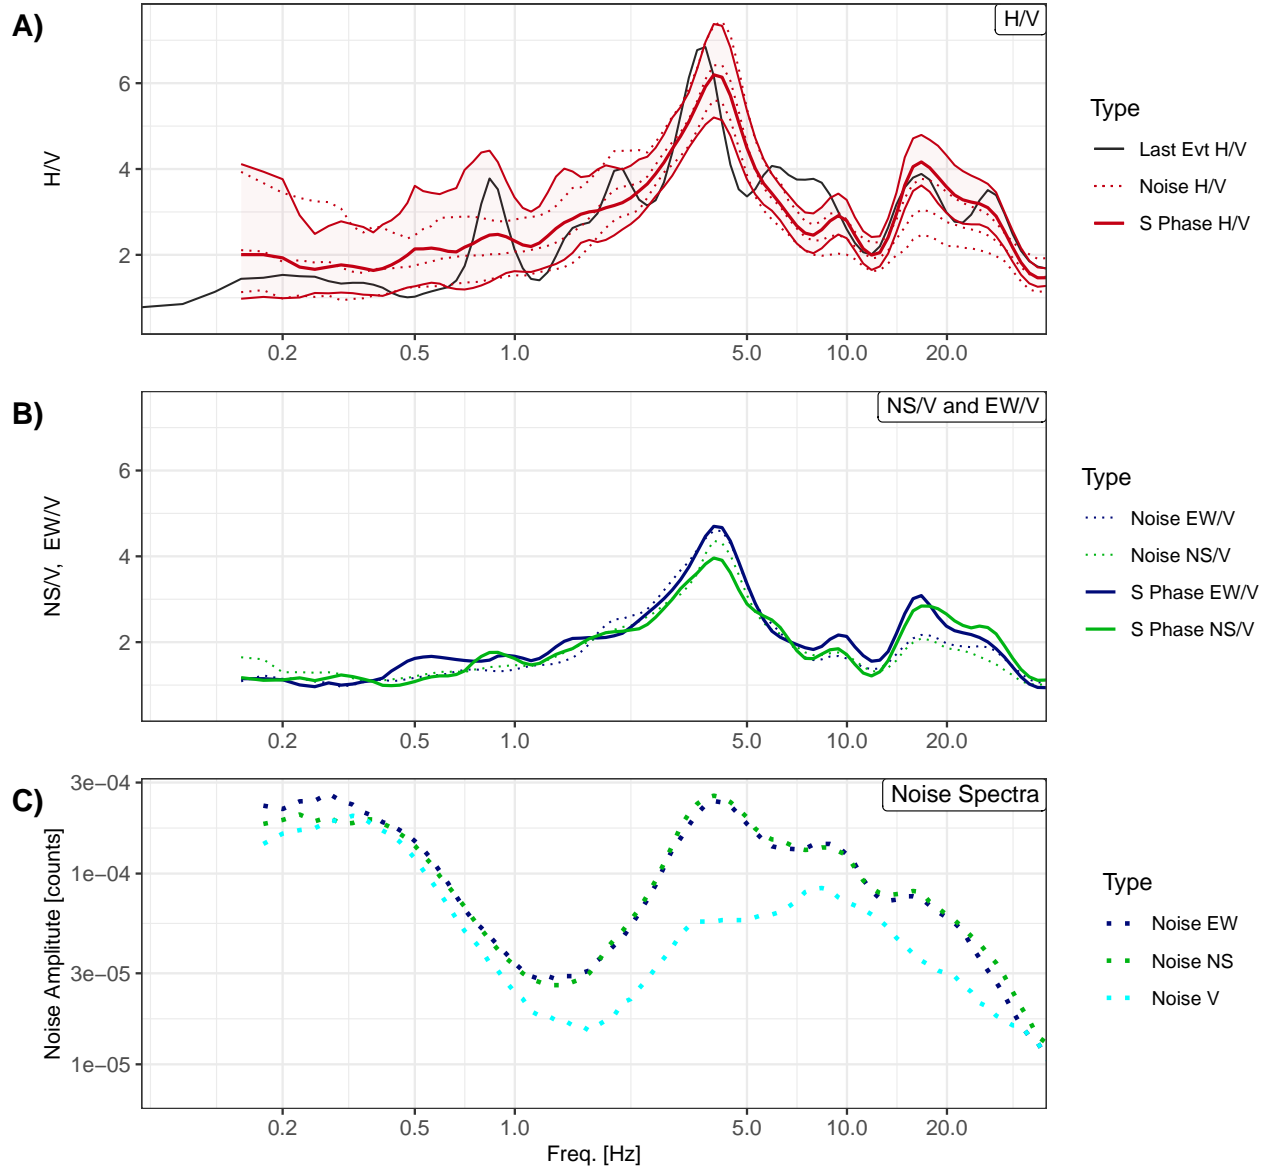 A)
H/V
H/V
6
4
2
0.2 0.5 1.0 5.0 10.0 20.0
Type
Last Evt H/V
Noise H/V
S Phase H/V
B)
NS/V and EW/V
NS/V, EW/V
6
4
2
0.2 0.5 1.0 5.0 10.0 20.0
Type
Noise EW/V
Noise NS/V
S Phase EW/V
S Phase NS/V
C)
Noise Spectra
Noise Amplitute [counts]
3e−04
1e−04
3e−05
1e−05
0.2 0.5 1.0 5.0 10.0 20.0
Freq. [Hz]
Type
Noise EW
Noise NS
Noise V